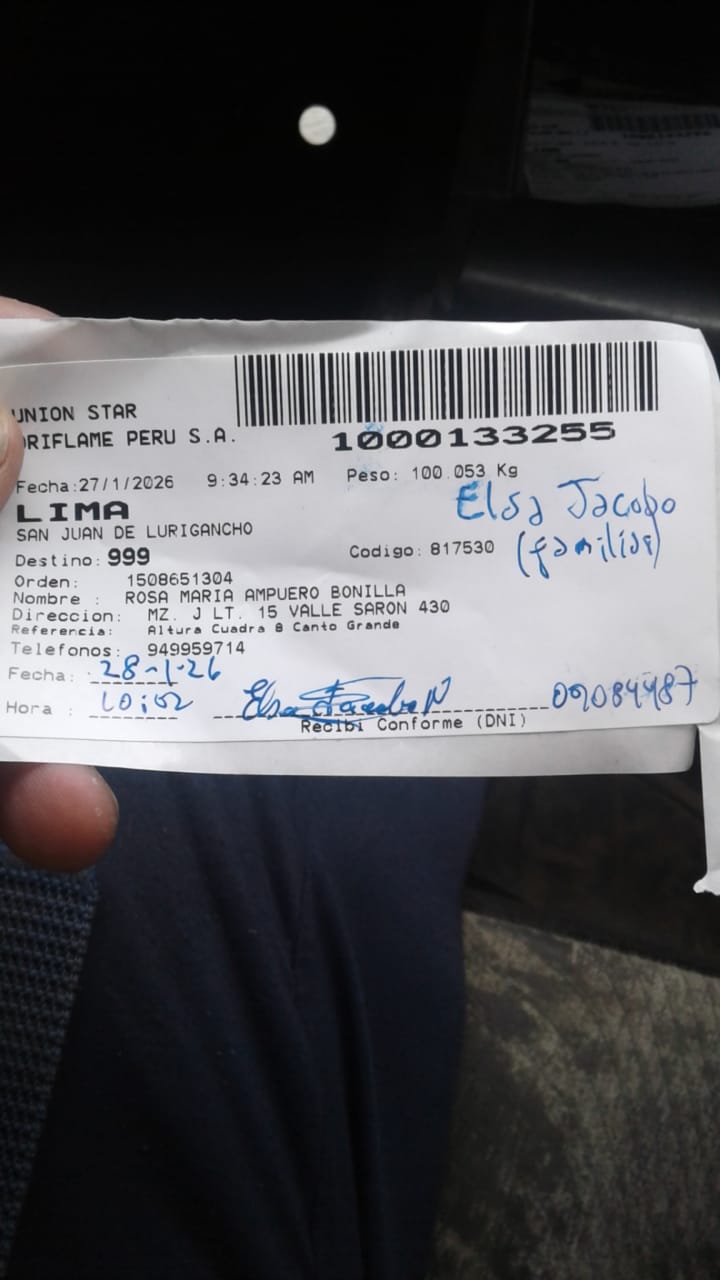 UNION STAR
ORIFLAME PERU S.A.
1000133255
Fecha:27/1/2026 9:34:23 AM Peso: 100.053 Kg
LIMA
Elsa Jacobo
SAN JUAN DE LURIGANCHO
(familiar)
Destino: 999 Codigo: 817530
Orden: 1508651304
Nombre : ROSA MARIA AMPUERO BONILLA
Direccion: MZ. J LT. 15 VALLE SARON 430
Referencia: Altura Cuadra 8 Canto Grande
Telefonos: 949959714
Fecha: 28-1-26
Hora : 10:02 Elsa Jacobo N 09084487
Recibi Conforme (DNI)